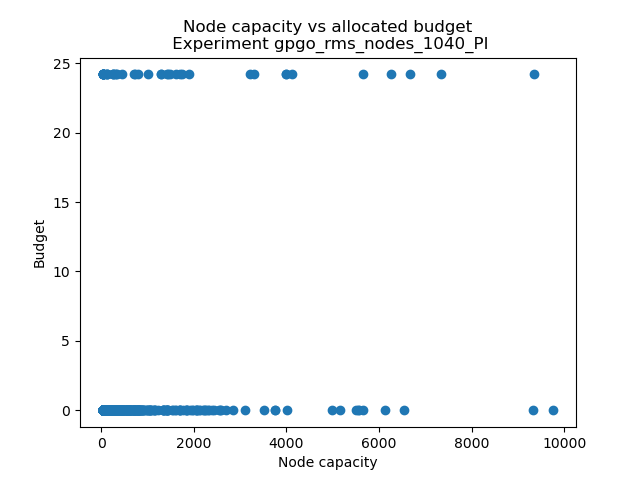 Node capacity vs allocated budget
Experiment gpgo_rms_nodes_1040_PI
25
20
15
10
5
0
Budget
0 2000 4000 6000 8000 10000
Node capacity